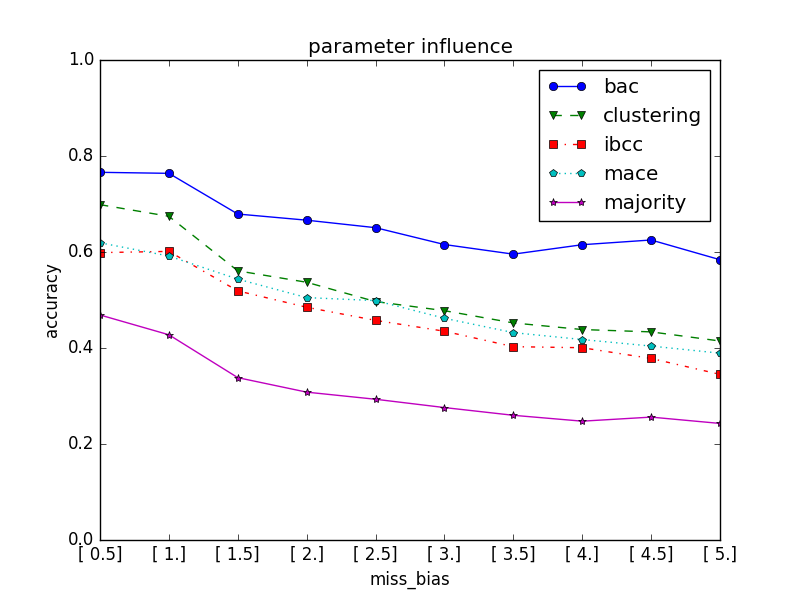 parameter influence
1.0
0.8
0.6
0.4
0.2
0.0
accuracy
bac
clustering
ibcc
mace
majority
[ 0.5] [ 1.] [ 1.5] [ 2.] [ 2.5] [ 3.] [ 3.5] [ 4.] [ 4.5] [ 5.]
miss_bias